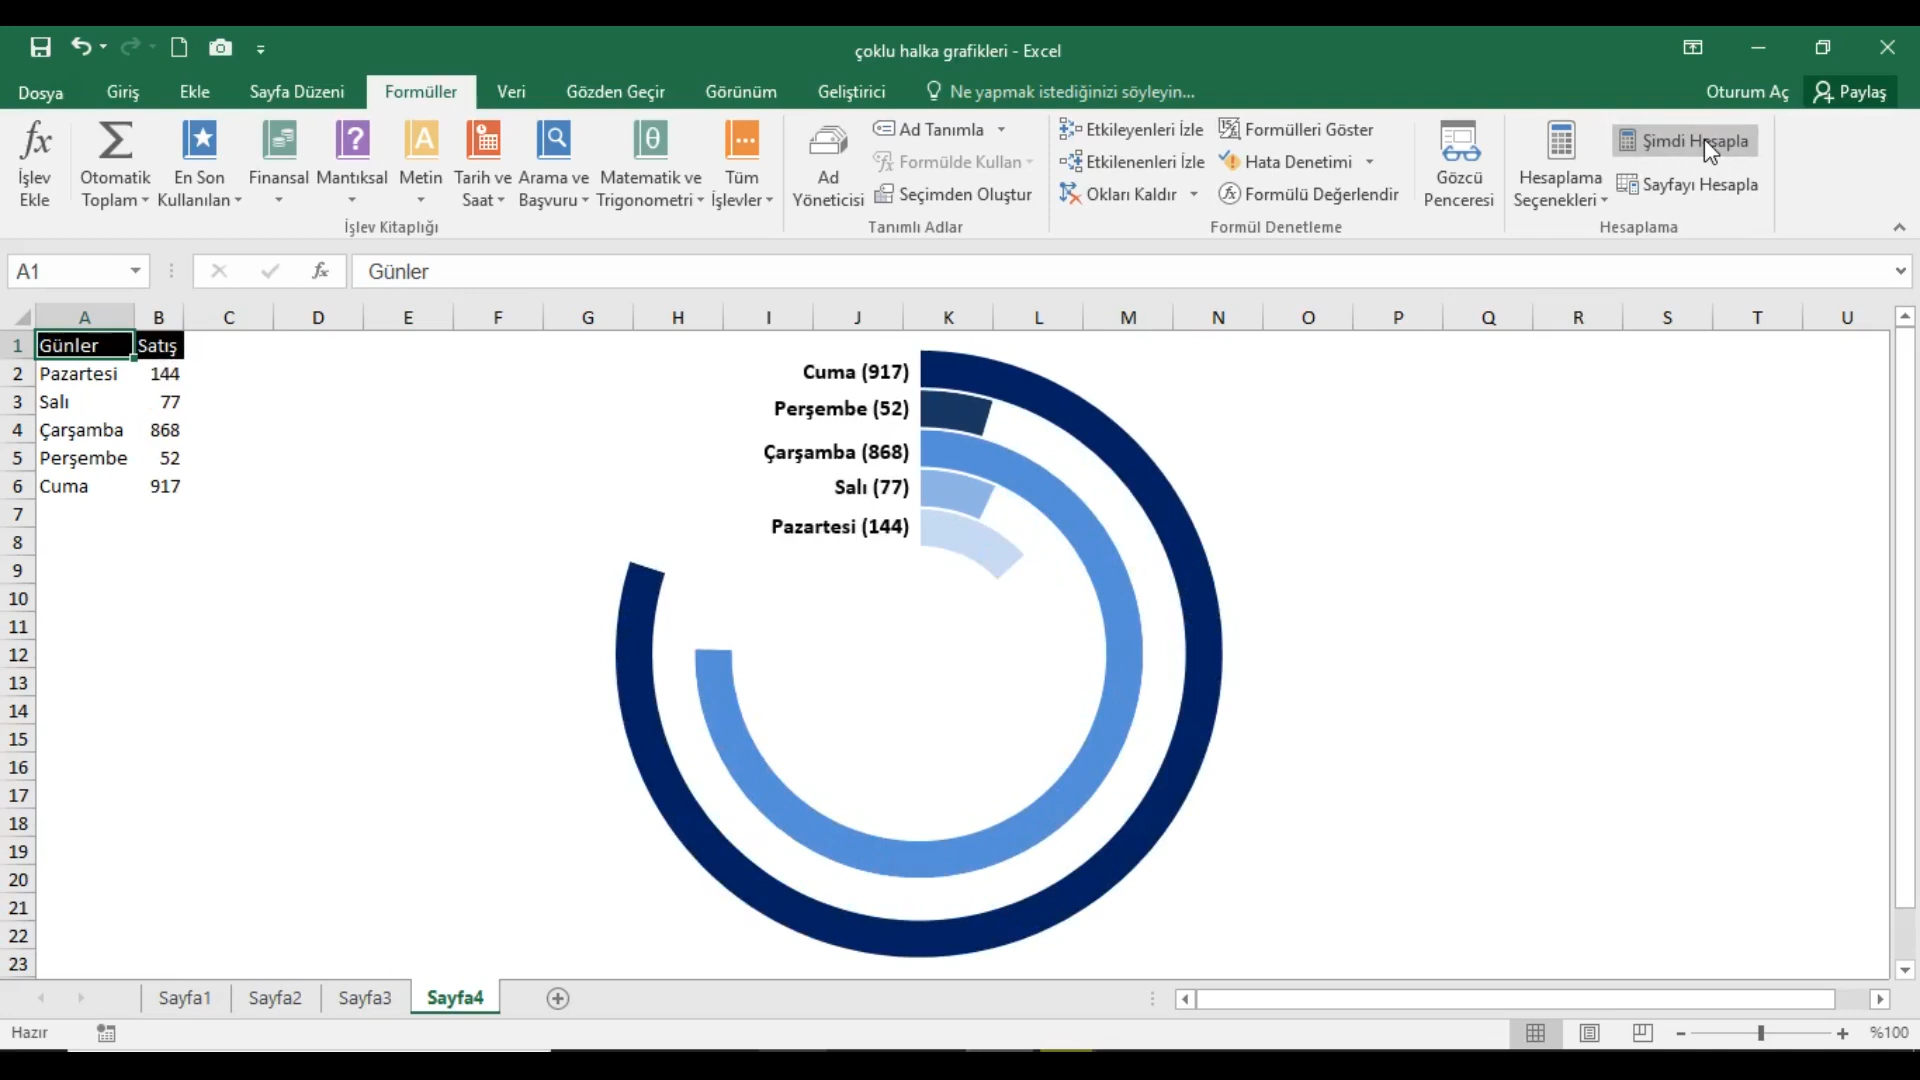 çoklu halka grafikleri - Excel
Dosya Giriş Ekle Sayfa Düzeni Formüller Veri Gözden Geçir Görünüm Geliştirici Ne yapmak istediğinizi söyleyin... Oturum Aç Paylaş
fx İşlev Ekle
Otomatik Toplam
En Son Kullanılan
Finansal
Mantıksal
Metin
Tarih ve Saat
Arama ve Başvuru
Matematik ve Trigonometri
Tüm İşlevler
İşlev Kitaplığı
Ad Yöneticisi
Ad Tanımla
Formülde Kullan
Seçimden Oluştur
Tanımlı Adlar
Etkileyenleri İzle
Etkilenenleri İzle
Okları Kaldır
Formülleri Göster
Hata Denetimi
Formülü Değerlendir
Formül Denetleme
Gözcü Penceresi
Hesaplama Seçenekleri
Şimdi Hesapla
Sayfayı Hesapla
Hesaplama
A1 fx Günler
A B C D E F G H I J K L M N O P Q R S T U
1 Günler Satış
2 Pazartesi 144
3 Salı 77
4 Çarşamba 868
5 Perşembe 52
6 Cuma 917
7
8
9
10
11
12
13
14
15
16
17
18
19
20
21
22
23
Cuma (917)
Perşembe (52)
Çarşamba (868)
Salı (77)
Pazartesi (144)
Sayfa1 Sayfa2 Sayfa3 Sayfa4
Hazır %100